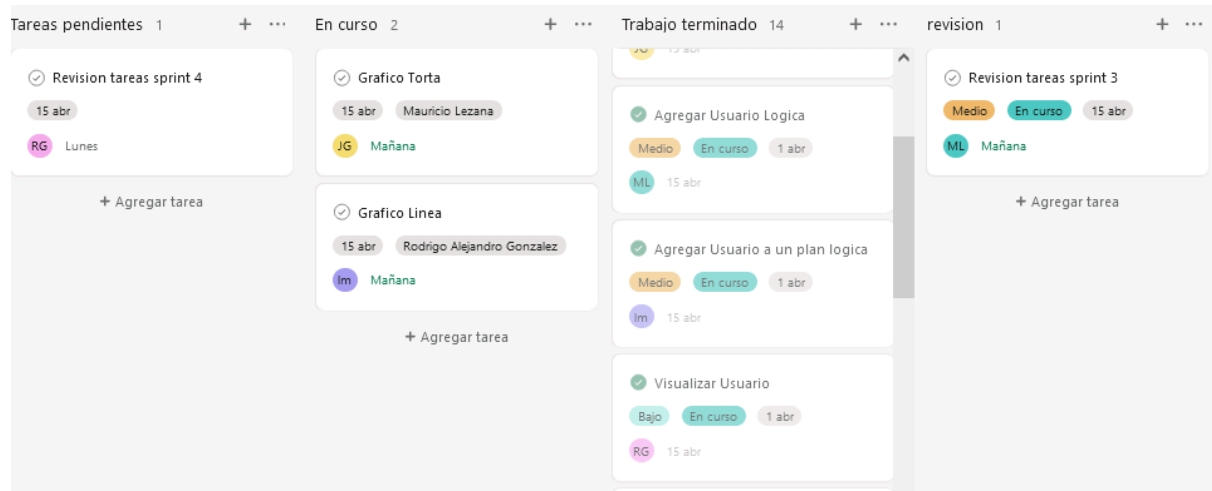 Tareas pendientes 1
Revision tareas sprint 4
15 abr
RG Lunes
+ Agregar tarea
En curso 2
Grafico Torta
15 abr Mauricio Lezana
JG Mañana
Grafico Linea
15 abr Rodrigo Alejandro Gonzalez
Im Mañana
+ Agregar tarea
Trabajo terminado 14
JG 15 abr
Agregar Usuario Logica
Medio En curso 1 abr
ML 15 abr
Agregar Usuario a un plan logica
Medio En curso 1 abr
Im 15 abr
Visualizar Usuario
Bajo En curso 1 abr
RG 15 abr
revision 1
Revision tareas sprint 3
Medio En curso 15 abr
ML Mañana
+ Agregar tarea